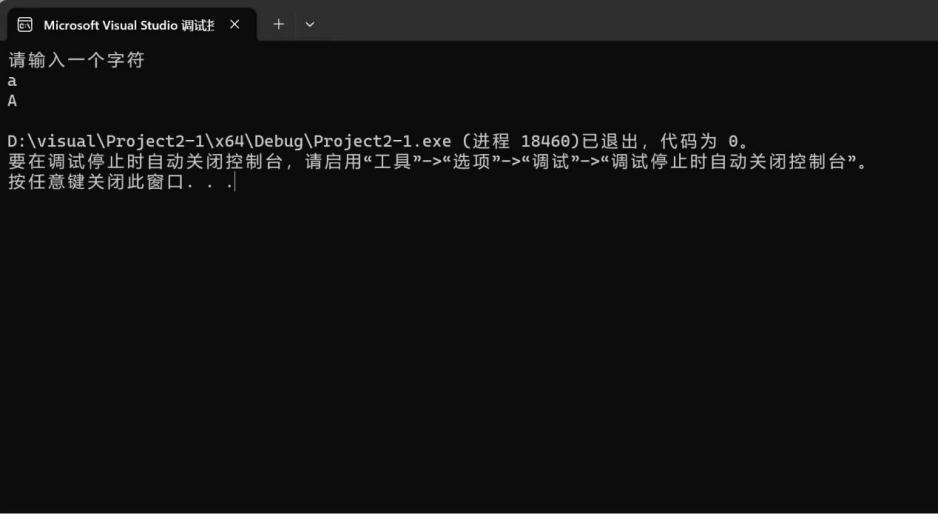 Microsoft Visual Studio 调试控
请输入一个字符
a
A
D:\visual\Project2-1\x64\Debug\Project2-1.exe (进程 18460)已退出，代码为 0。
要在调试停止时自动关闭控制台，请启用“工具”->“选项”->“调试”->“调试停止时自动关闭控制台”。
按任意键关闭此窗口. . .